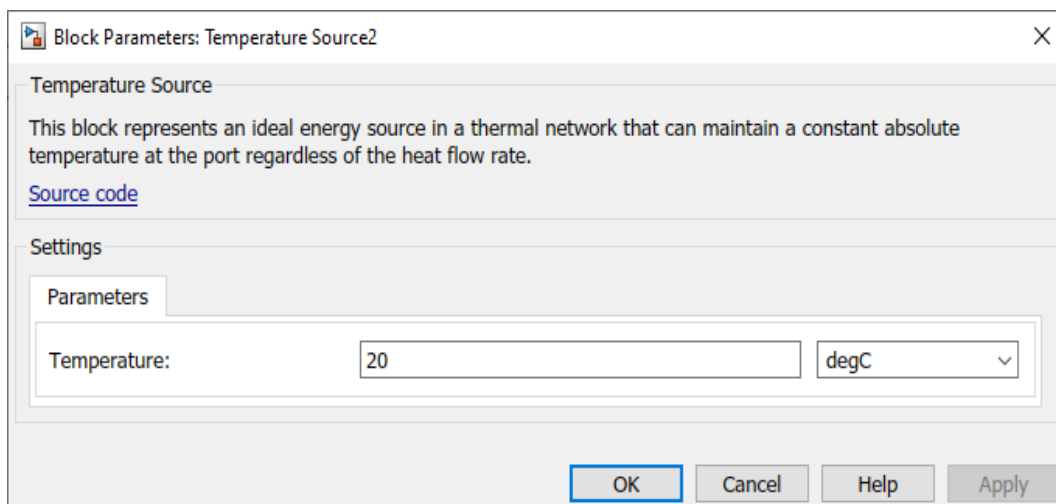 Block Parameters: Temperature Source2
Temperature Source
This block represents an ideal energy source in a thermal network that can maintain a constant absolute
temperature at the port regardless of the heat flow rate.
Source code
Settings
Parameters
Temperature: 20 degC
OK Cancel Help Apply